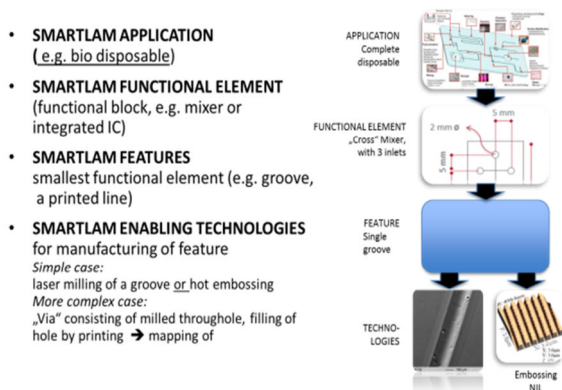 • SMARTLAM APPLICATION
( e.g. bio disposable)
• SMARTLAM FUNCTIONAL ELEMENT
(functional block, e.g. mixer or
integrated IC)
• SMARTLAM FEATURES
smallest functional element (e.g. groove,
a printed line)
• SMARTLAM ENABLING TECHNOLOGIES
for manufacturing of feature
Simple case:
laser milling of a groove or hot embossing
More complex case:
„Via“ consisting of milled throughole, filling of
hole by printing ➔ mapping of
APPLICATION
Complete
disposable
FUNCTIONAL ELEMENT
„Cross“ Mixer,
with 3 inlets
5 mm
2 mm ø
5 mm
FEATURE
Single
groove
TECHNO-
LOGIES
Embossing
NIL